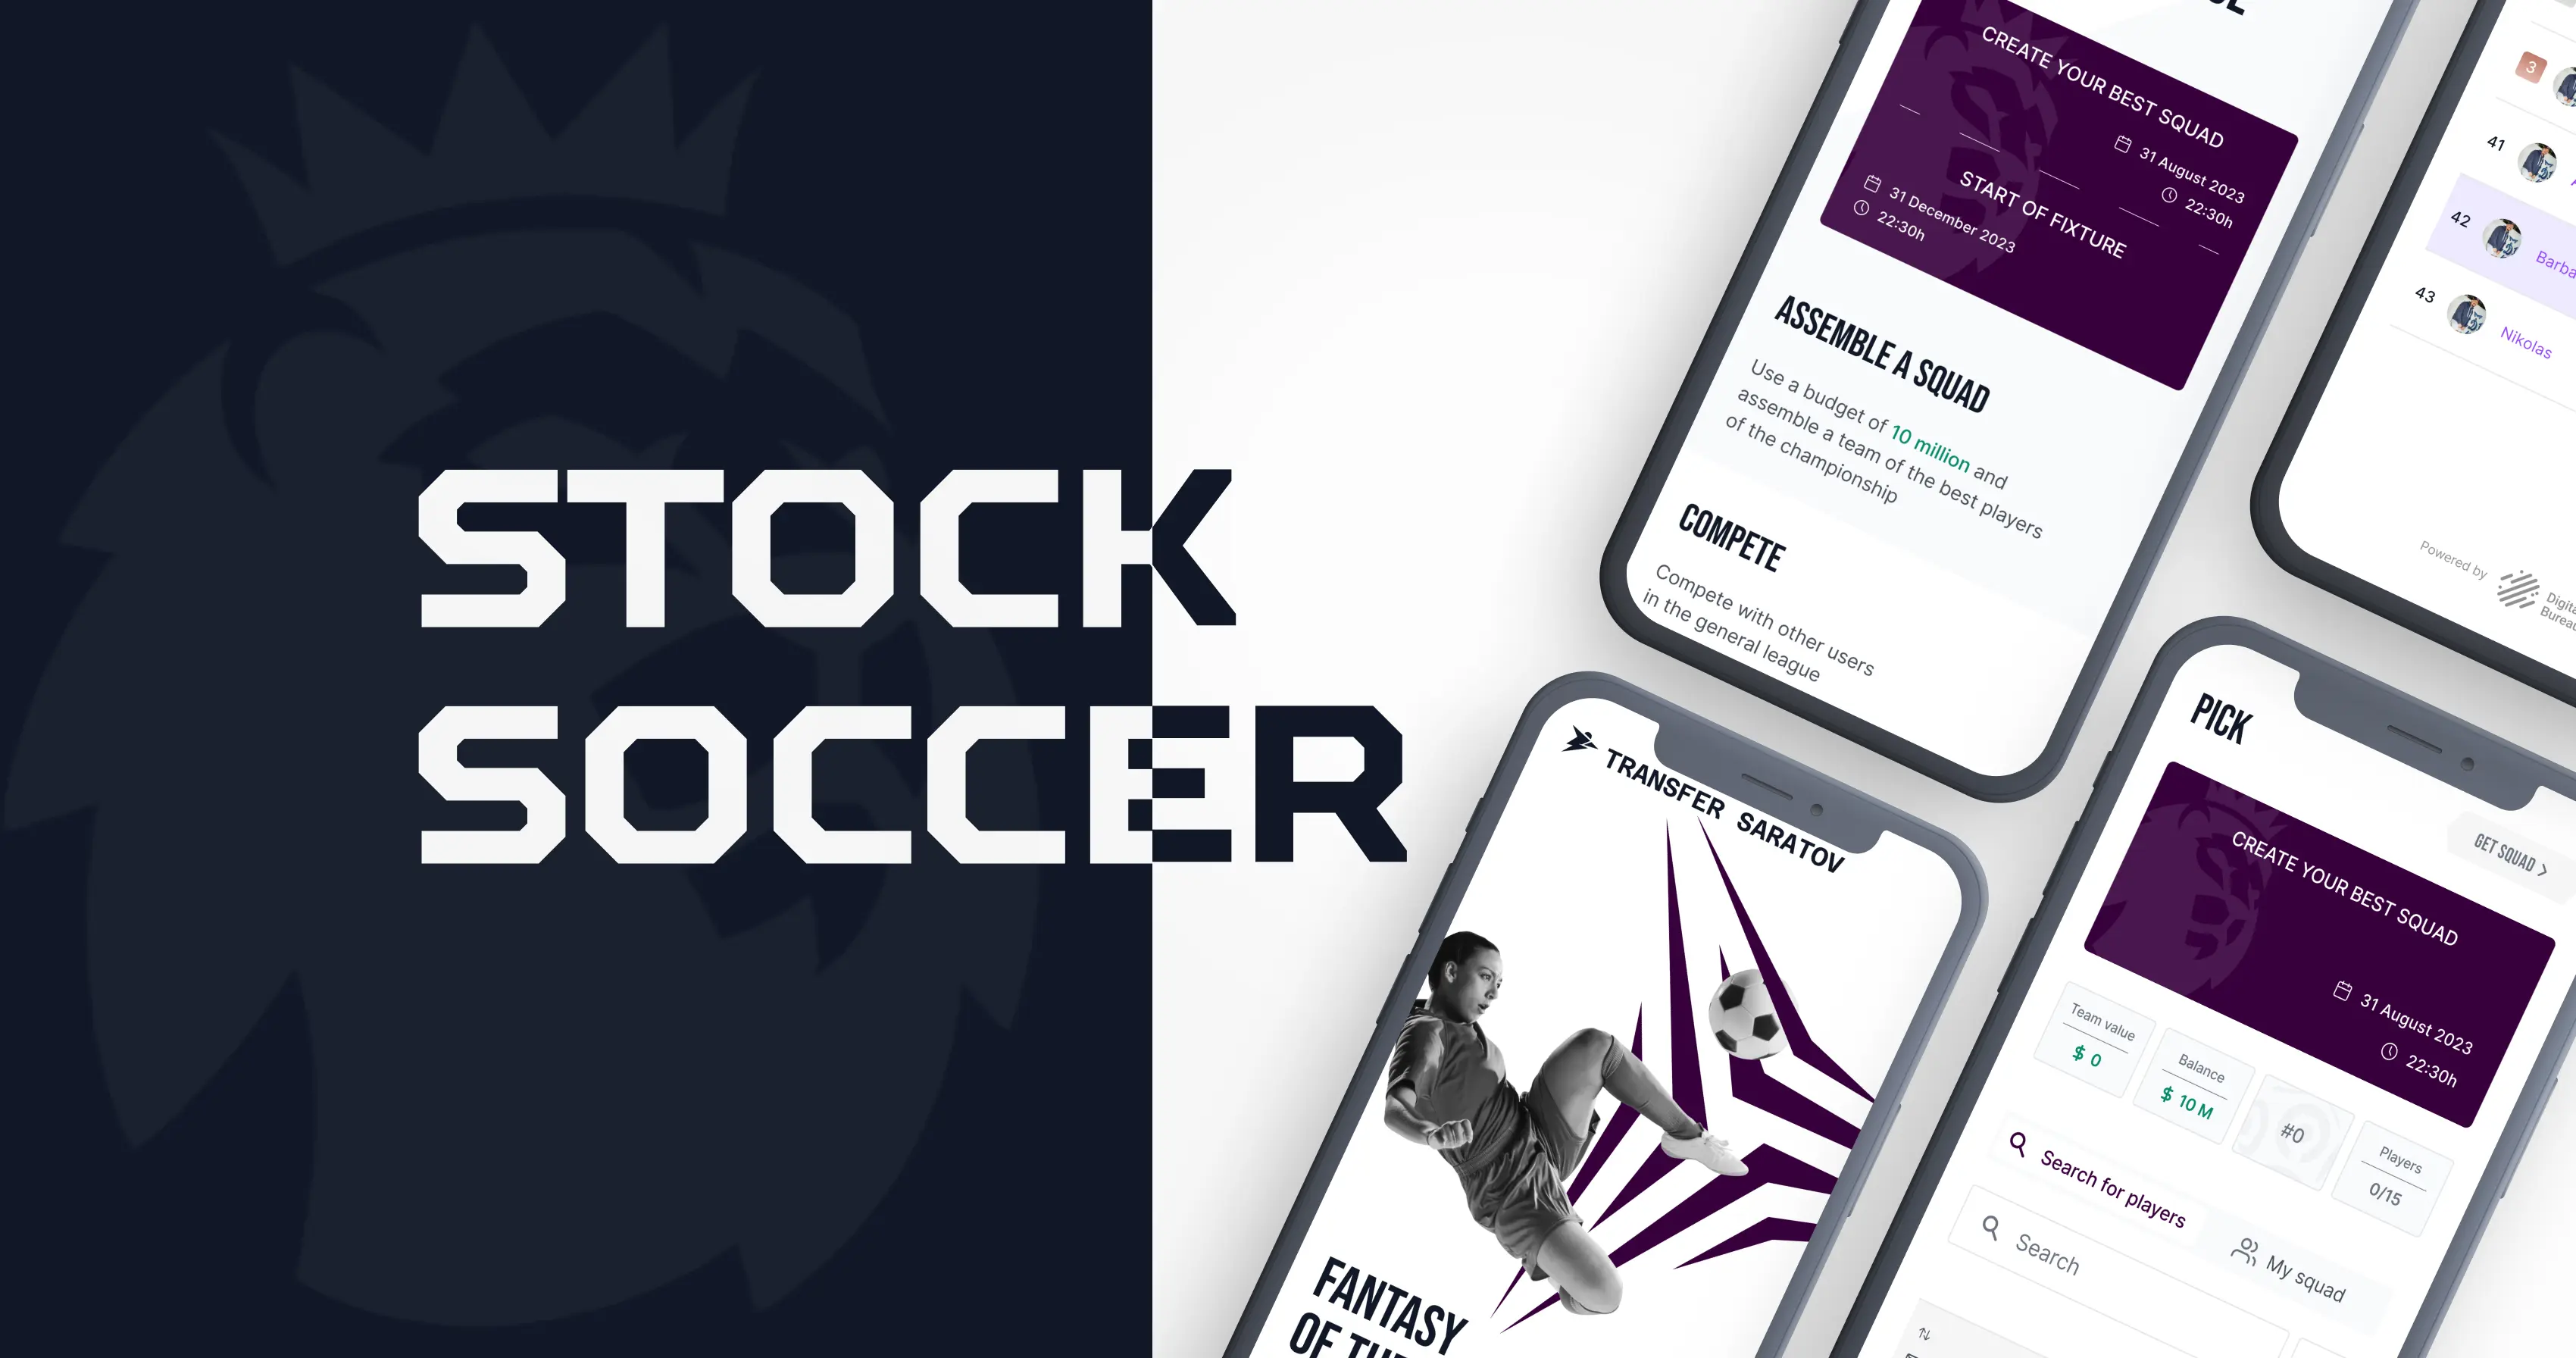 STOCK
SOCCER
CREATE YOUR BEST SQUAD
31 August 2023
22:30h
START OF FIXTURE
31 December 2023
22:30h
ASSEMBLE A SQUAD
Use a budget of 10 million and
assemble a team of the best players
of the championship
COMPETE
Compete with other users
in the general league
3
41
42
43
Nikolas
Powered by
TRANSFER SARATOV
FANTASY
OF
PICK
GET SQUAD >
CREATE YOUR BEST SQUAD
31 August 2023
22:30h
Team value
$ 0
Balance
$ 10 M
#0
Players
0/15
Search for players
My squad
Search